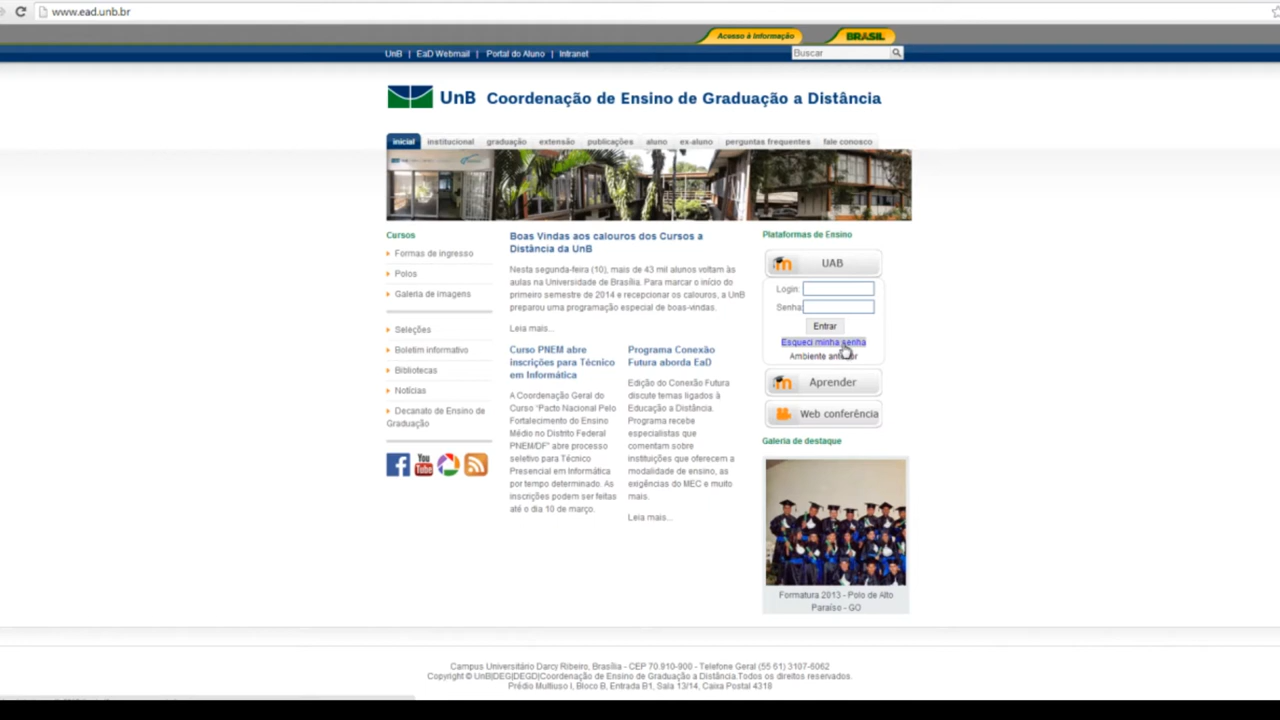 www.ead.unb.br
Acesso à Informação
BRASIL
UnB | EaD Webmail | Portal do Aluno | Intranet
Buscar
UnB Coordenação de Ensino de Graduação a Distância
inicial institucional graduação extensão publicações aluno ex-aluno perguntas frequentes fale conosco
Cursos
Formas de ingresso
Polos
Galeria de imagens
Seleções
Boletim informativo
Bibliotecas
Notícias
Decanato de Ensino de
Graduação
You
Tube
Boas Vindas aos calouros dos Cursos a
Distância da UnB
Nesta segunda-feira (10), mais de 43 mil alunos voltam às
aulas na Universidade de Brasília. Para marcar o início do
primeiro semestre de 2014 e recepcionar os calouros, a UnB
preparou uma programação especial de boas-vindas.
Leia mais...
Curso PNEM abre
inscrições para Técnico
em Informática
A Coordenação Geral do
Curso "Pacto Nacional Pelo
Fortalecimento do Ensino
Médio no Distrito Federal
PNEM/DF" abre processo
seletivo para Técnico
Presencial em Informática
por tempo determinado. As
inscrições podem ser feitas
até o dia 10 de março.
Programa Conexão
Futura aborda EaD
Edição do Conexão Futura
discute temas ligados à
Educação a Distância.
Programa recebe
especialistas que
comentam sobre
instituições que oferecem a
modalidade de ensino, as
exigências do MEC e muito
mais.
Leia mais...
Plataformas de Ensino
UAB
Login:
Senha:
Entrar
Esqueci minha senha
Ambiente anterior
Aprender
Web conferência
Galeria de destaque
Formatura 2013 - Polo de Alto
Paraíso - GO
Campus Universitário Darcy Ribeiro, Brasília - CEP 70.910-900 - Telefone Geral (55 61) 3107-6062
Copyright © UnB|DEG|DEGD|Coordenação de Ensino de Graduação a Distância.Todos os direitos reservados.
Prédio Multiuso I, Bloco B, Entrada B1, Sala 13/14, Caixa Postal 4318